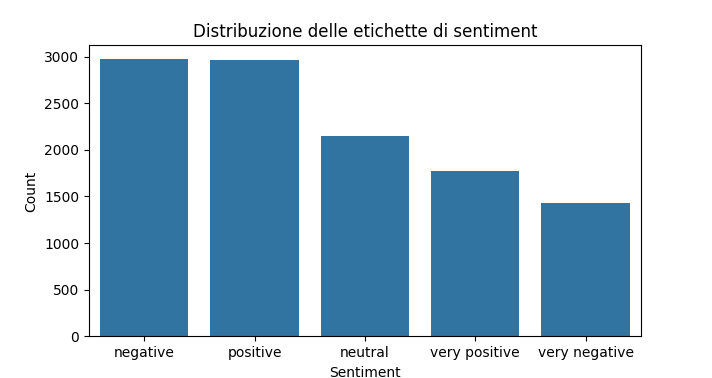 Distribuzione delle etichette di sentiment
3000
2500
2000
1500
1000
500
0
Count
negative
positive
neutral
very positive
very negative
Sentiment